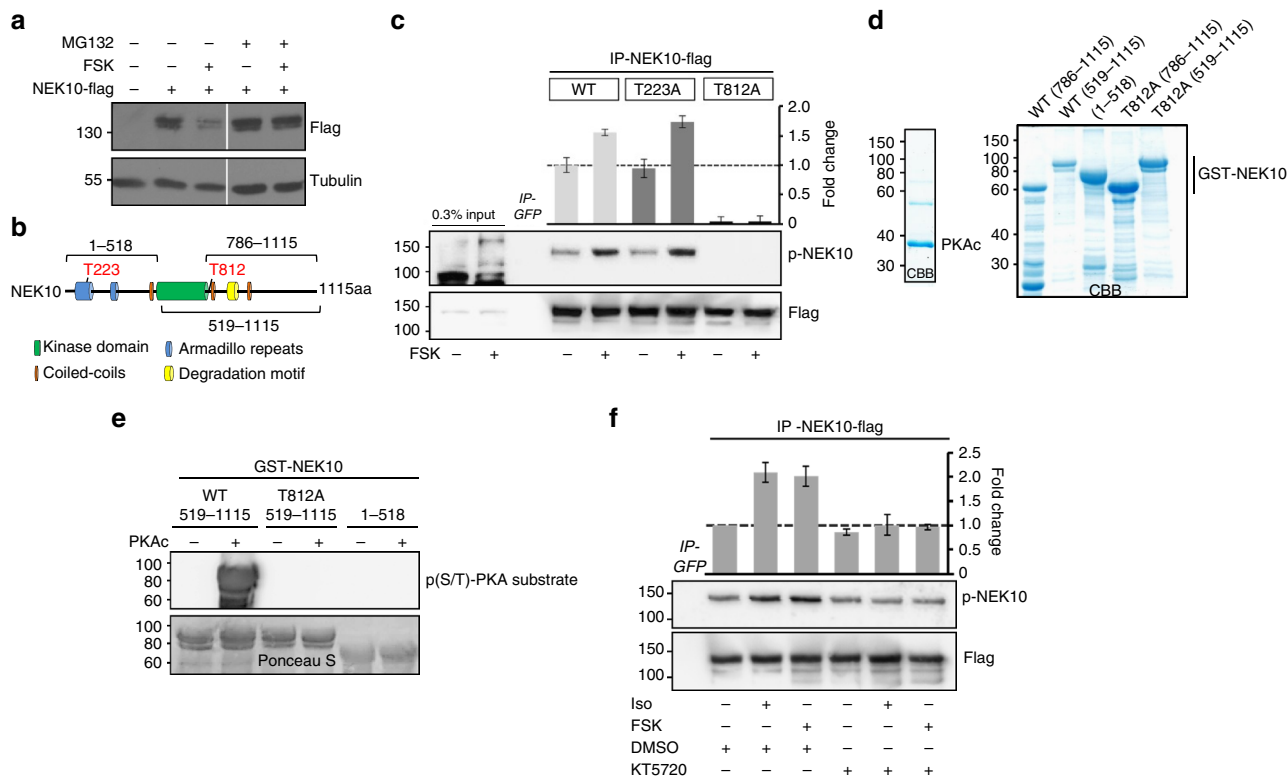 a
MG132 – – – + +
FSK – – + – +
NEK10-flag – + + + +
130
Flag
55
Tubulin
b
1–518
786–1115
T223
T812
NEK10
1115aa
519–1115
Kinase domain
Armadillo repeats
Coiled-coils
Degradation motif
c
IP-NEK10-flag
WT
T223A
T812A
2.0
1.5
1.0
0.5
0
Fold change
0.3% input
IP-GFP
150
100
p-NEK10
150
100
Flag
FSK – + – + – + – +
d
WT (786–1115)
WT (519–1115)
(1–518)
T812A (786–1115)
T812A (519–1115)
150
100
80
60
40
30
PKAc
CBB
150
100
80
60
40
30
GST-NEK10
CBB
e
GST-NEK10
WT
519–1115
T812A
519–1115
1–518
PKAc – + – + – +
100
80
60
p(S/T)-PKA substrate
100
80
60
Ponceau S
f
IP -NEK10-flag
2.5
2.0
1.5
1.0
0.5
0
Fold change
IP-GFP
150
100
p-NEK10
150
100
Flag
Iso – + – – + –
FSK – – + – – +
DMSO + + + – – –
KT5720 – – – + + +